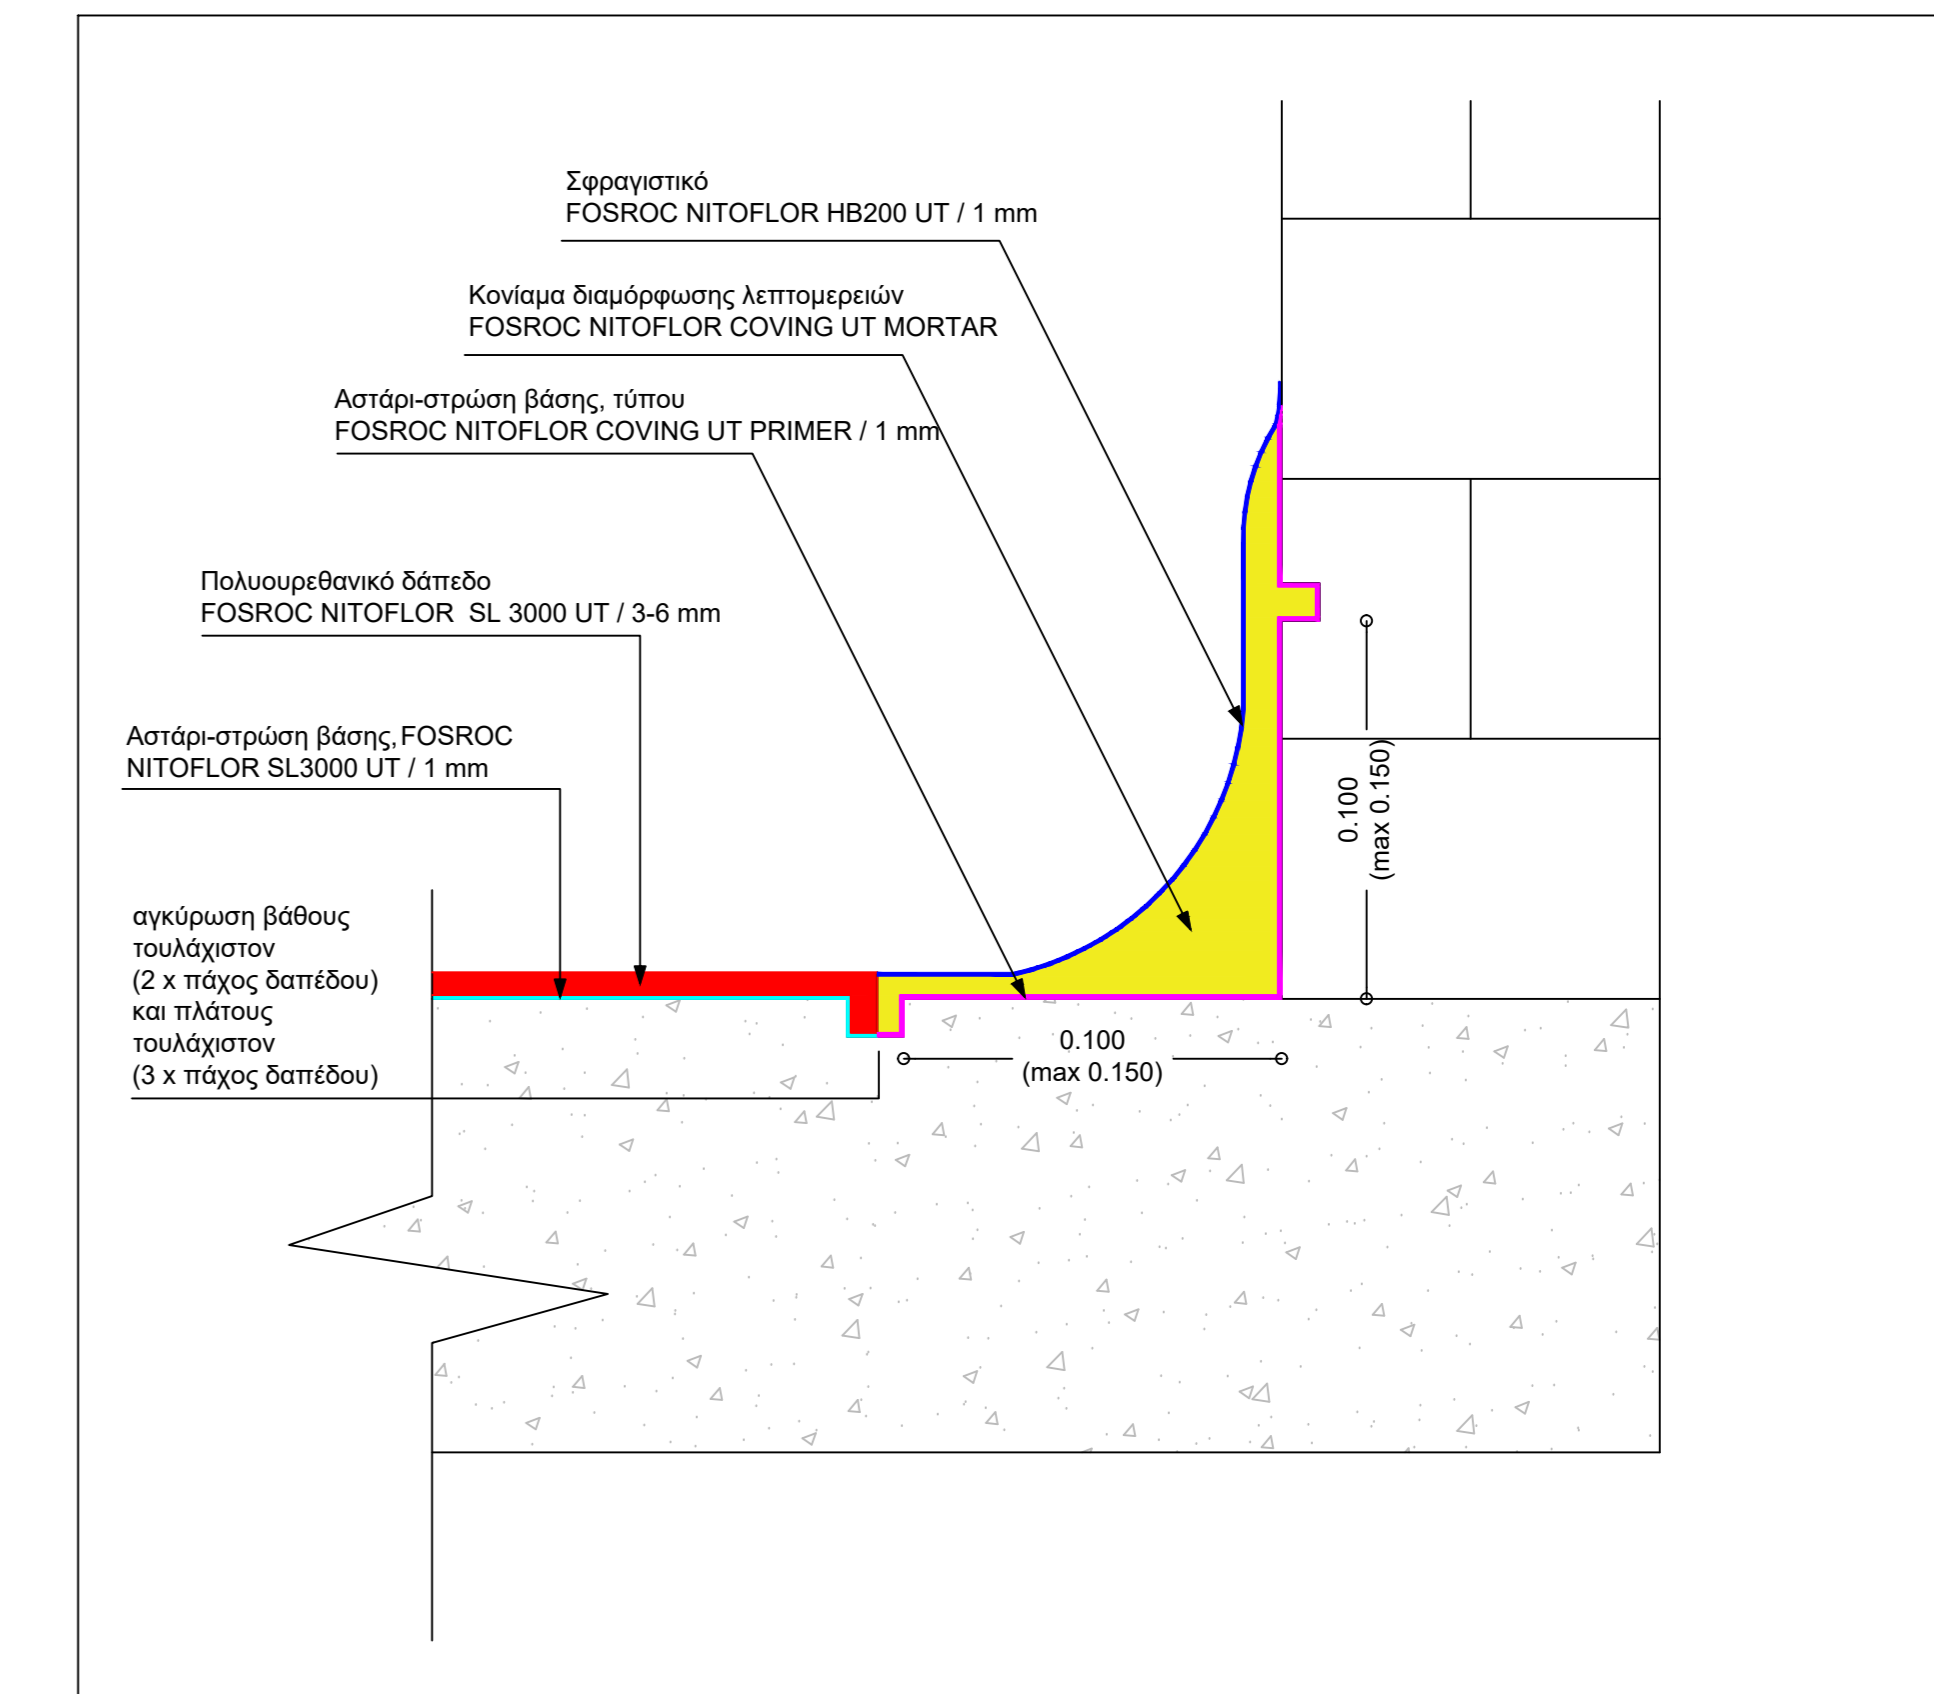 Σφραγιστικό
FOSROC NITOFLOR HB200 UT / 1 mm
Κονίαμα διαμόρφωσης λεπτομερειών
FOSROC NITOFLOR COVING UT MORTAR
Αστάρι-στρώση βάσης, τύπου
FOSROC NITOFLOR COVING UT PRIMER / 1 mm
Πολυουρεθανικό δάπεδο
FOSROC NITOFLOR SL 3000 UT / 3-6 mm
Αστάρι-στρώση βάσης, FOSROC
NITOFLOR SL3000 UT / 1 mm
αγκύρωση βάθους
τουλάχιστον
(2 x πάχος δαπέδου)
και πλάτους
τουλάχιστον
(3 x πάχος δαπέδου)
0.100
(max 0.150)
0.100
(max 0.150)